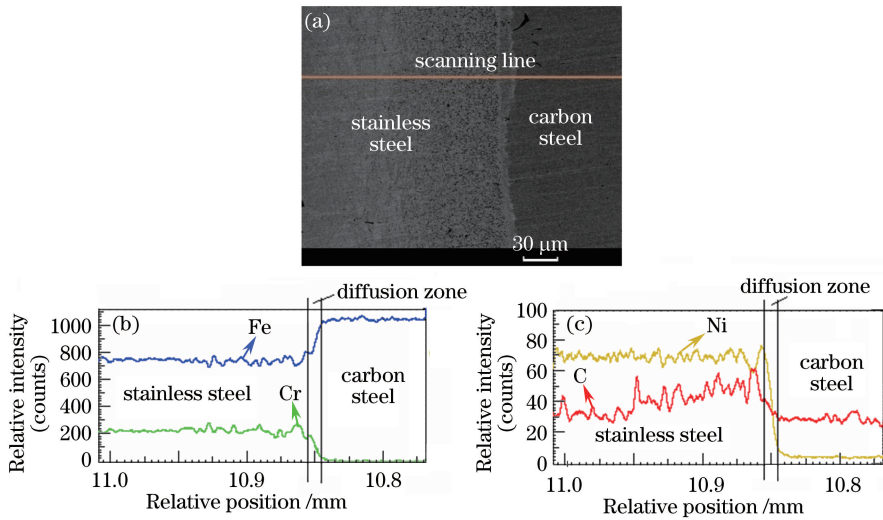 (a)
scanning line
stainless
steel
carbon
steel
30 μm
diffusion zone
(b)
1000
800
600
400
200
0
Fe
Cr
stainless steel
carbon
steel
11.0
10.9
10.8
Relative intensity
(counts)
Relative position /mm
diffusion zone
(c)
100
80
60
40
20
0
Ni
C
stainless steel
carbon
steel
11.0
10.9
10.8
Relative intensity
(counts)
Relative position /mm